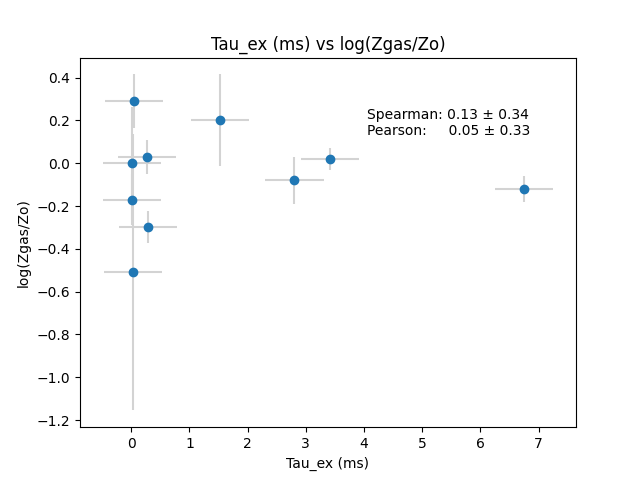 Tau_ex (ms) vs log(Zgas/Zo)
0.4
0.2
0.0
−0.2
−0.4
−0.6
−0.8
−1.0
−1.2
log(Zgas/Zo)
Spearman: 0.13 ± 0.34
Pearson: 0.05 ± 0.33
0 1 2 3 4 5 6 7
Tau_ex (ms)